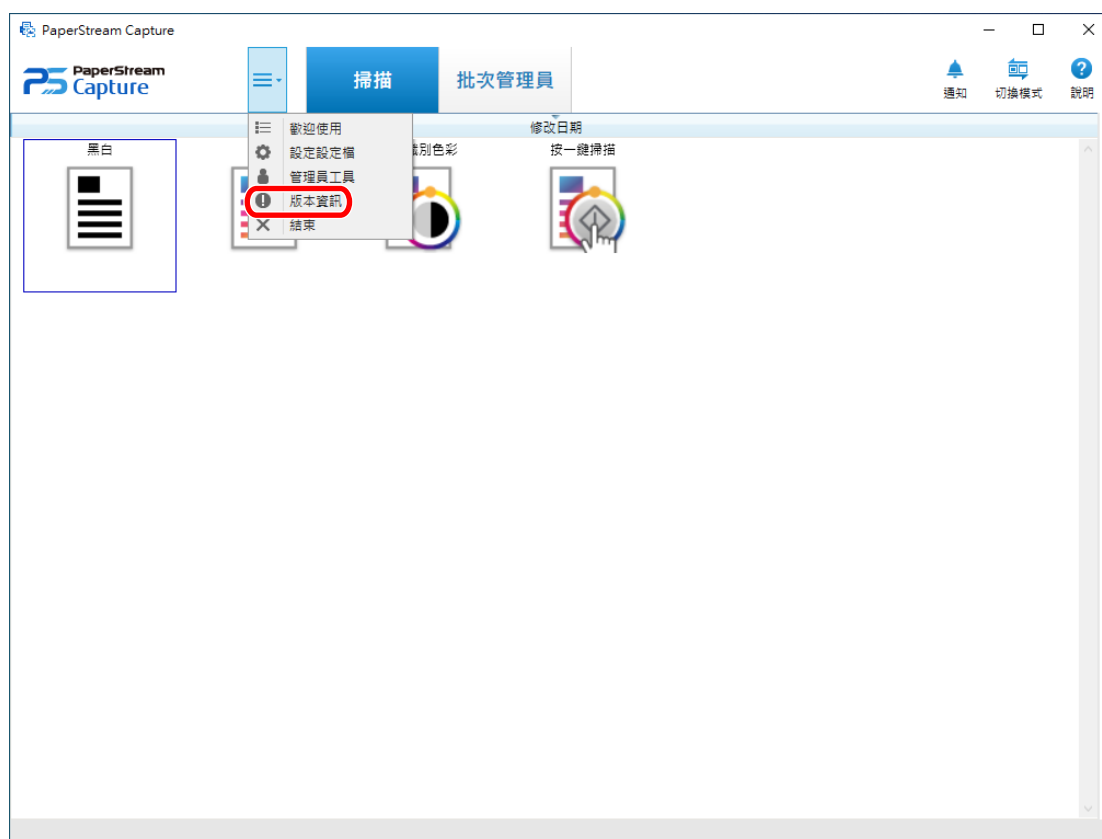 PaperStream Capture
PaperStream
Capture
掃描
批次管理員
通知
切換模式
說明
修改日期
歡迎使用
設定設定檔
管理員工具
版本資訊
結束
黑白
別色彩
按一鍵掃描